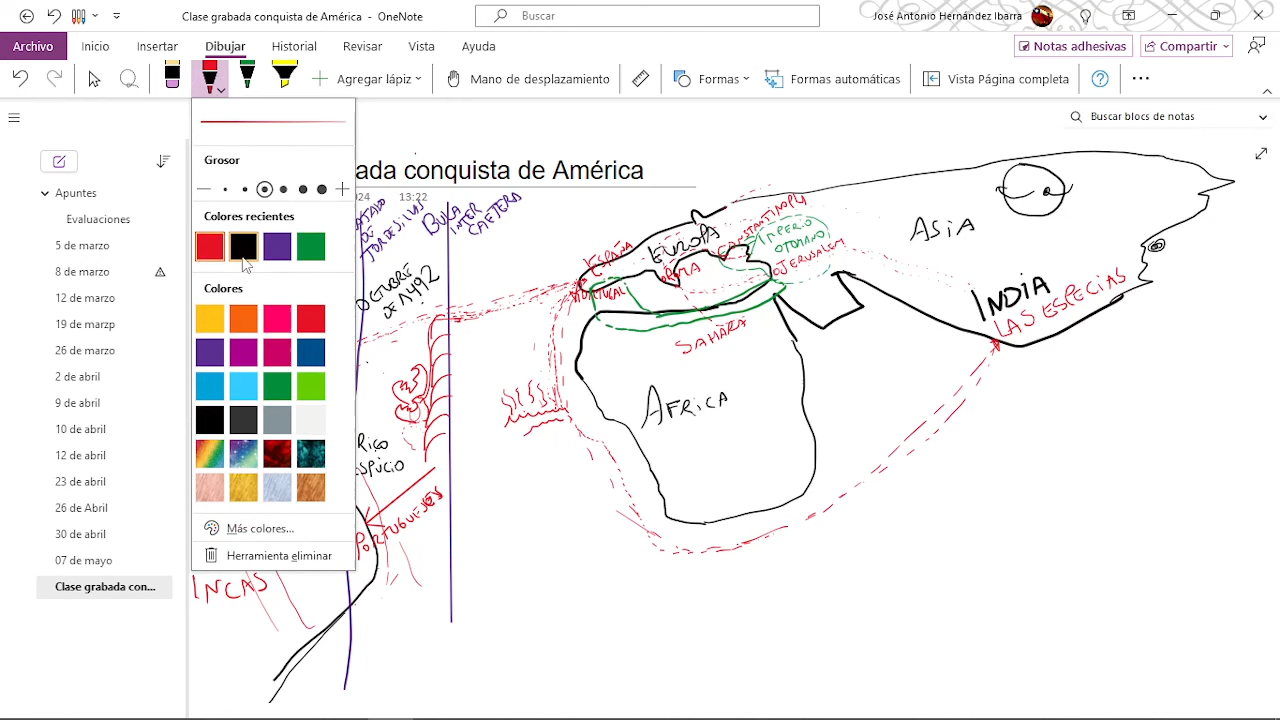 Clase grabada conquista de América - OneNote
Buscar
José Antonio Hernández Ibarra
Archivo
Inicio
Insertar
Dibujar
Historial
Revisar
Vista
Ayuda
Notas adhesivas
Compartir
Agregar lápiz
Mano de desplazamiento
Formas
Formas automáticas
Vista Página completa
Buscar blocs de notas
Grosor
Colores recientes
Colores
Más colores...
Herramienta eliminar
Apuntes
Evaluaciones
5 de marzo
8 de marzo
12 de marzo
19 de marzp
26 de marzo
2 de abril
9 de abril
10 de abril
12 de abril
23 de abril
26 de Abril
30 de abril
07 de mayo
Clase grabada con...
ada conquista de América
13:22
TORDESILLAS
BULA
INTER
CAETERA
OCTUBRE
DE 1492
PORTUGUESES
INCAS
ESPAÑA
PORTUGAL
EUROPA
ROMA
CONSTANTINOPLA
IMPERIO
OTOMANO
JERUSALEM
SAHARA
AFRICA
ASIA
INDIA
LAS ESPECIAS